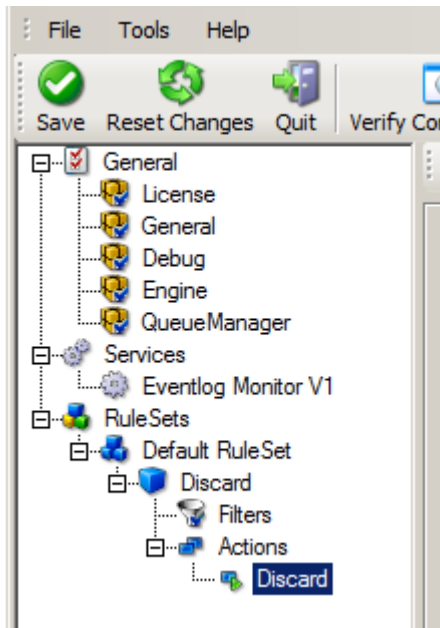 File Tools Help
Save Reset Changes Quit Verify
General
License
General
Debug
Engine
QueueManager
Services
Eventlog Monitor V1
RuleSets
Default RuleSet
Discard
Filters
Actions
Discard